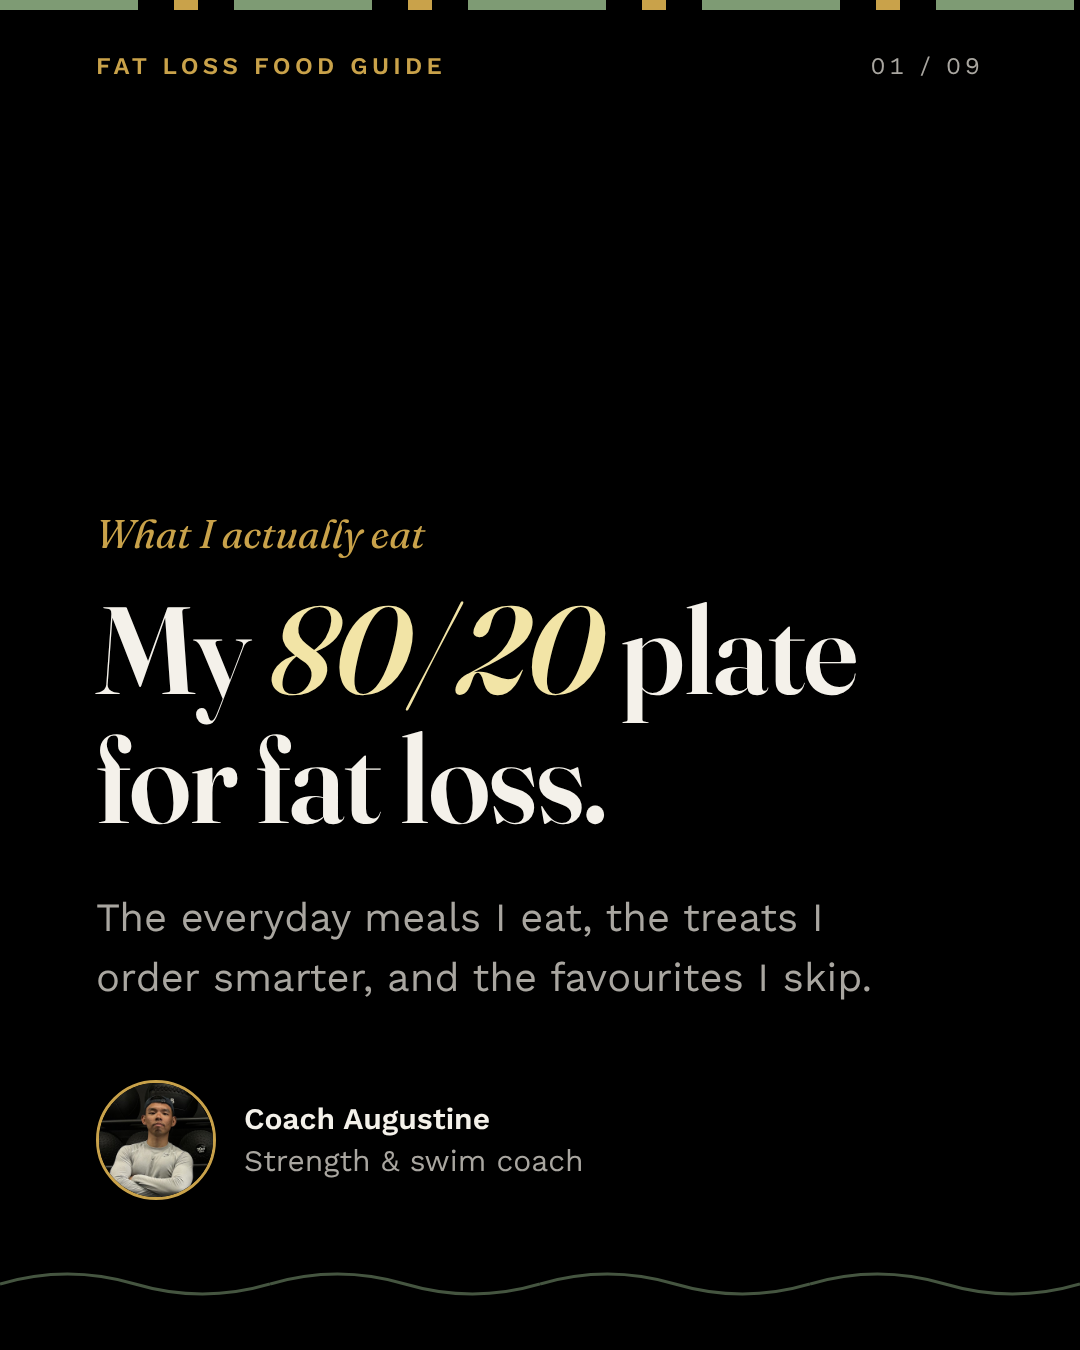 FAT LOSS FOOD GUIDE
01 / 09
What I actually eat
My 80/20 plate
for fat loss.
The everyday meals I eat, the treats I
order smarter, and the favourites I skip.
Coach Augustine
Strength & swim coach